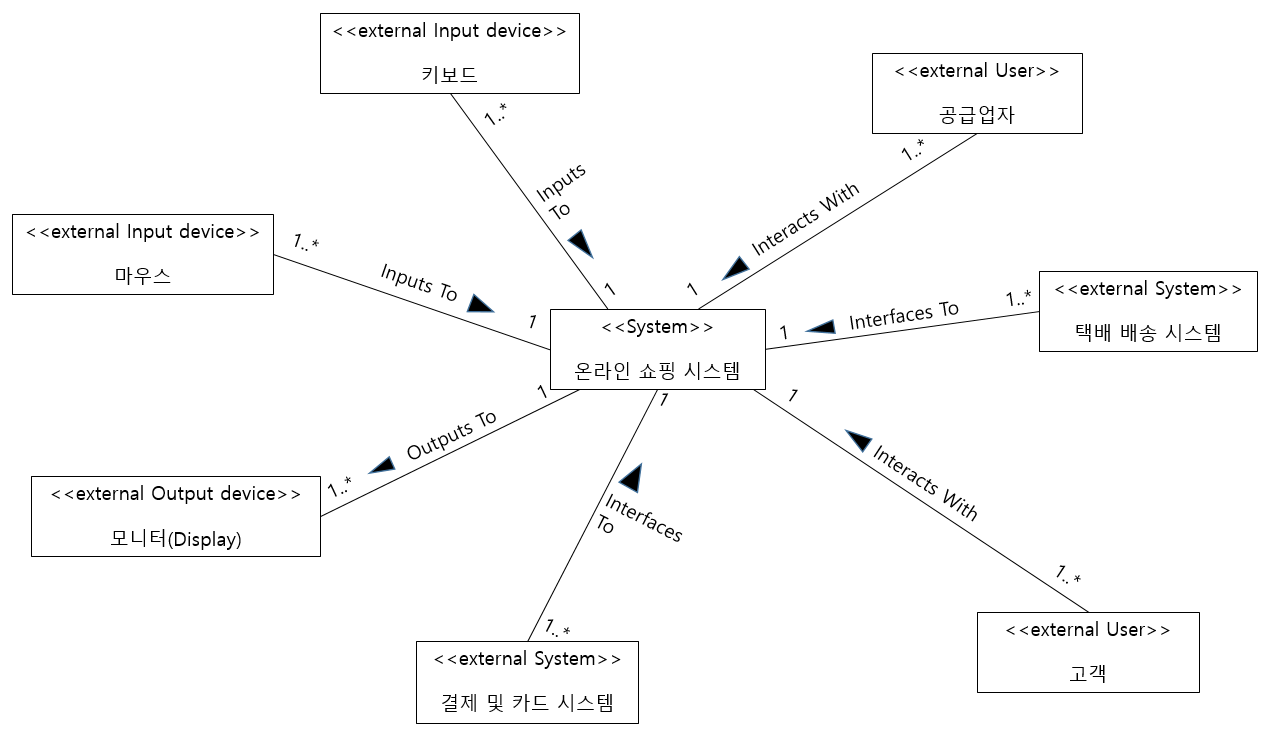 <<external Input device>>
키보드
<<external User>>
공급업자
1..*
1..*
Inputs
To
Interacts With
<<external Input device>>
마우스
1..*
Inputs To
1
1
<<external System>>
택배 배송 시스템
1..*
Interfaces To
1
1
<<System>>
온라인 쇼핑 시스템
1
1
1
Outputs To
1..*
<<external Output device>>
모니터(Display)
Interfaces
To
Interacts With
1..*
1..*
<<external System>>
결제 및 카드 시스템
<<external User>>
고객